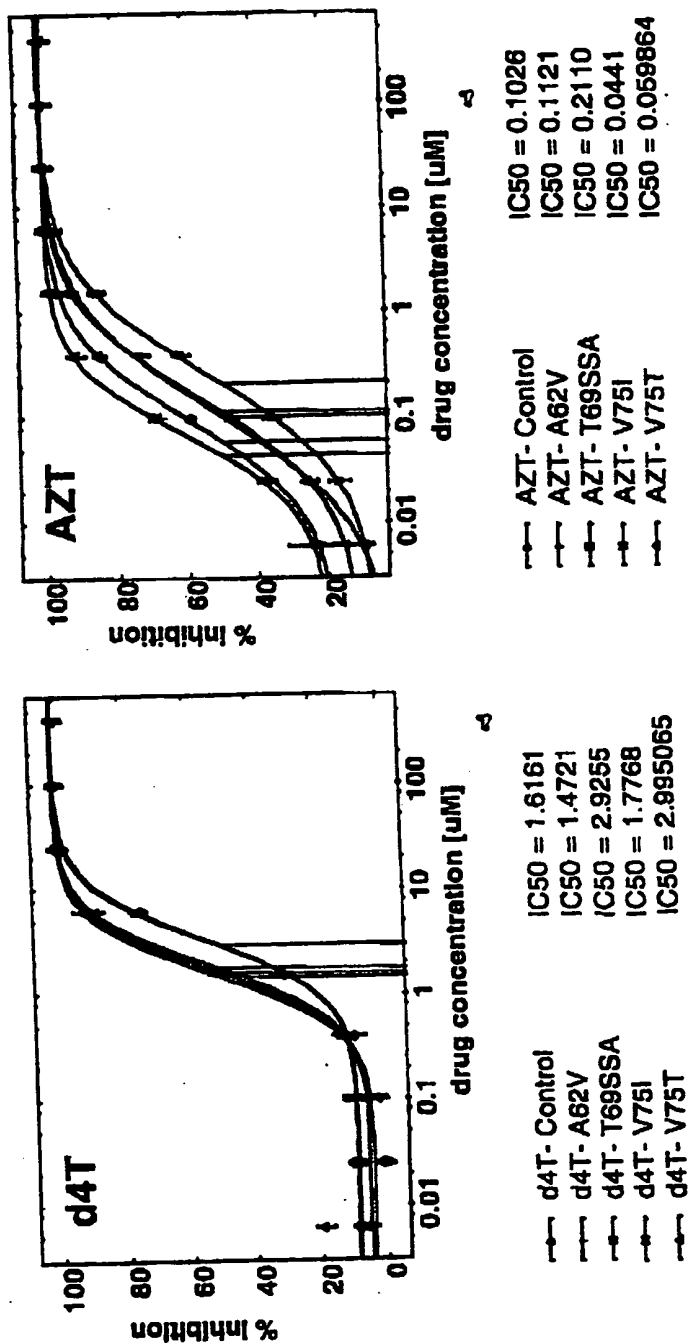 d4T
% inhibition
100
80
60
40
20
0
0.01
0.1
1
10
100
drug concentration [uM]
d4T- Control IC50 = 1.6161
d4T- A62V IC50 = 1.4721
d4T- T69SSA IC50 = 2.9255
d4T- V75I IC50 = 1.7768
d4T- V75T IC50 = 2.995065
AZT
% inhibition
100
80
60
40
20
0.01
0.1
1
10
100
drug concentration [uM]
AZT- Control IC50 = 0.1026
AZT- A62V IC50 = 0.1121
AZT- T69SSA IC50 = 0.2110
AZT- V75I IC50 = 0.0441
AZT- V75T IC50 = 0.059864